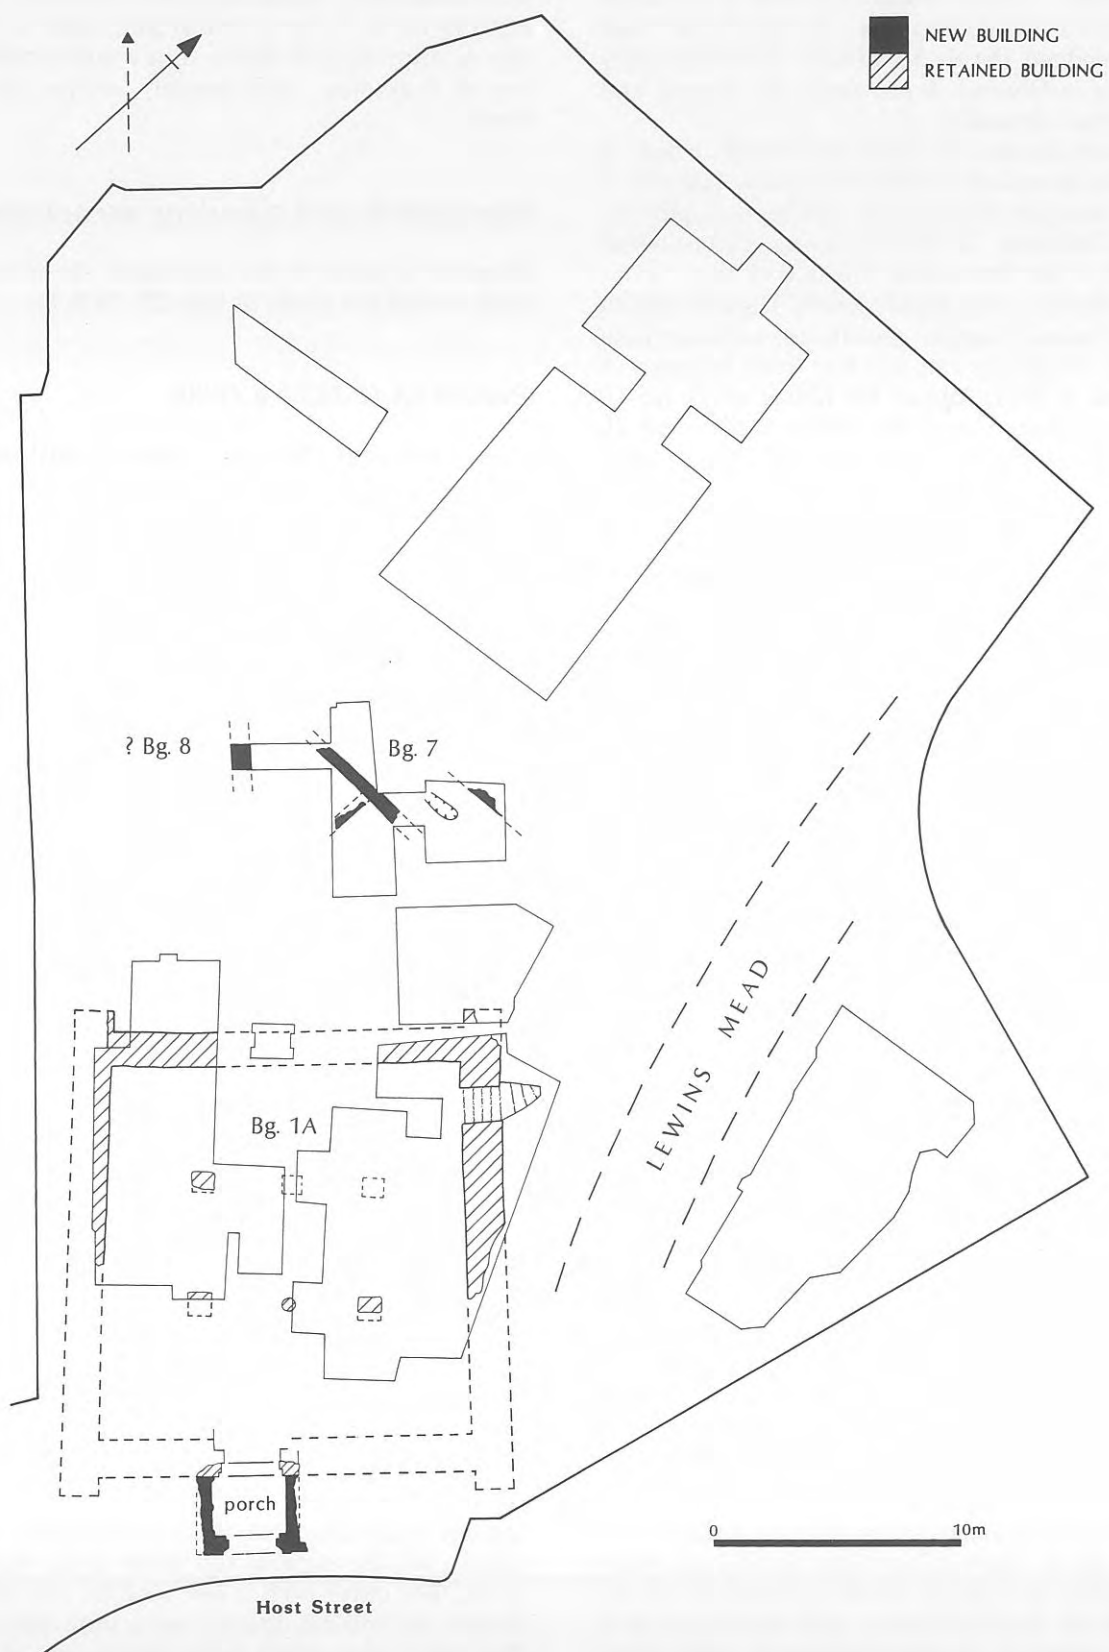 NEW BUILDING
RETAINED BUILDING
? Bg. 8
Bg. 7
LEWINS MEAD
Bg. 1A
porch
0 10m
Host Street